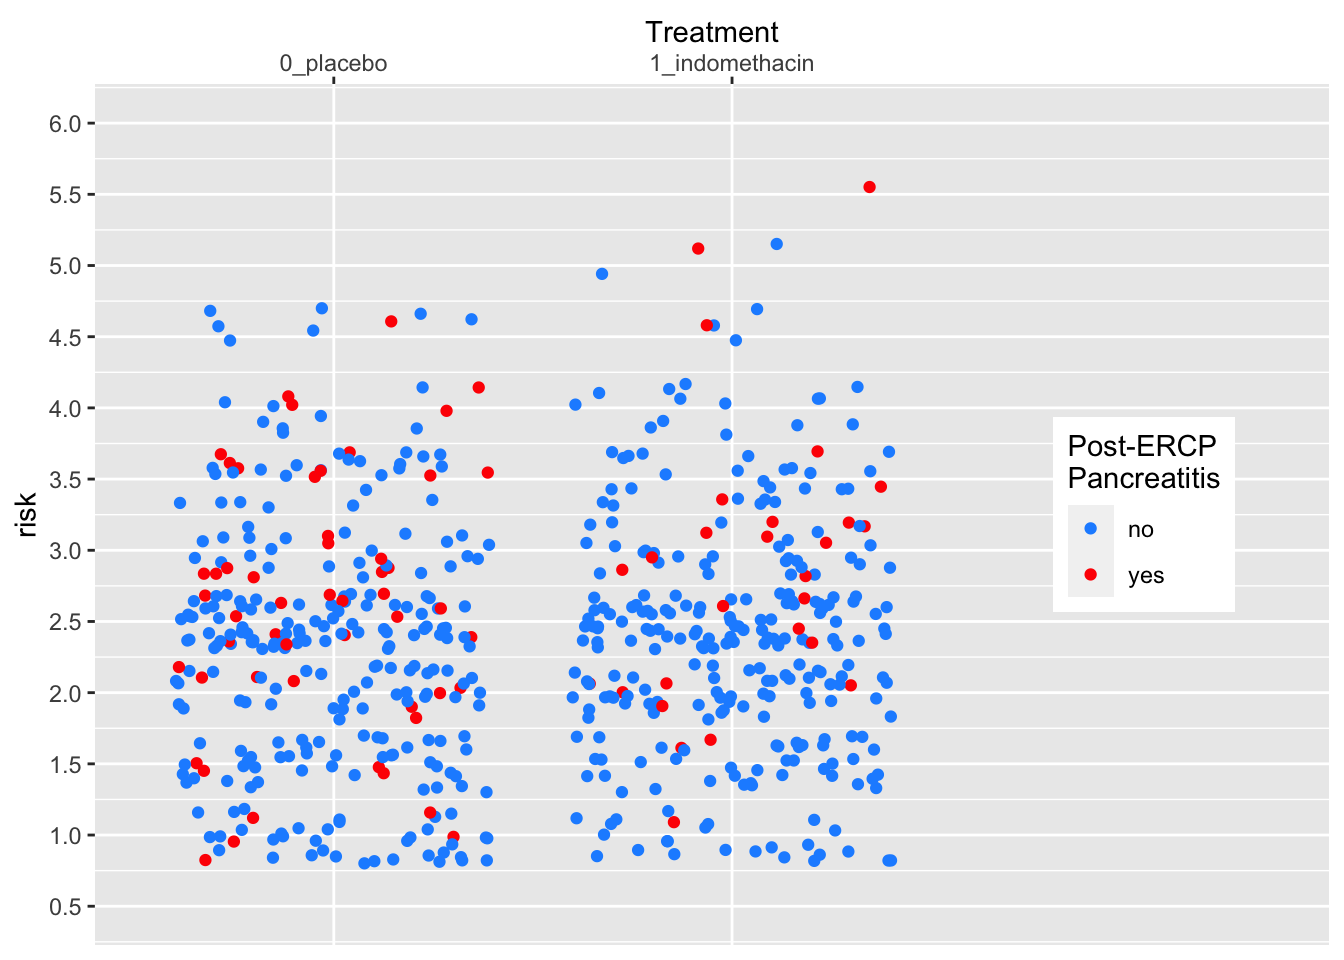 Treatment
0_placebo 1_indomethacin
6.0
5.5
5.0
4.5
4.0
3.5
3.0
2.5
2.0
1.5
1.0
0.5
risk
Post-ERCP
Pancreatitis
no
yes